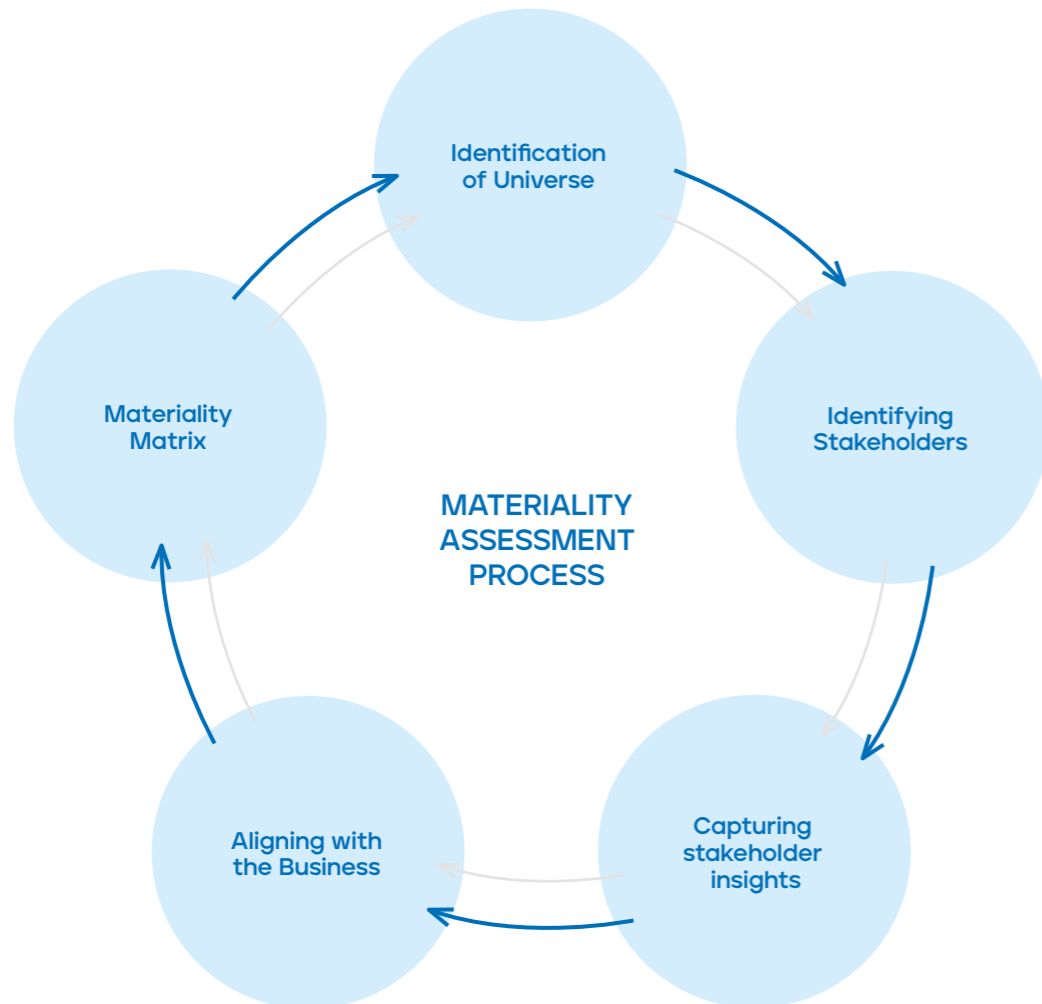 Identification
of Universe
Identifying
Stakeholders
Capturing
stakeholder
insights
Aligning with
the Business
Materiality
Matrix
MATERIALITY
ASSESSMENT
PROCESS